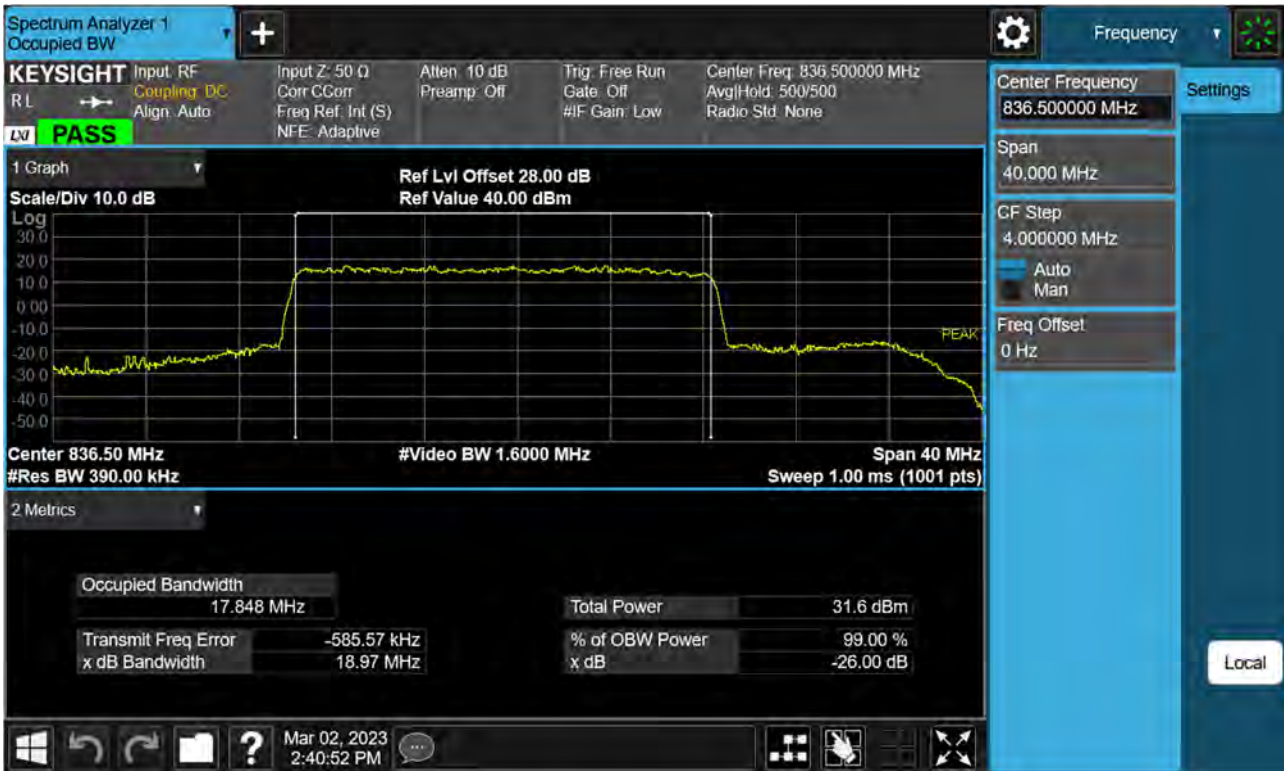 Spectrum Analyzer 1
Occupied BW
+
Frequency
KEYSIGHT
RL
LXI PASS
Input: RF
Coupling: DC
Align: Auto
Input Z: 50 Ω
Corr CCorr
Freq Ref: Int (S)
NFE: Adaptive
Atten: 10 dB
Preamp: Off
Trig: Free Run
Gate: Off
#IF Gain: Low
Center Freq: 836.500000 MHz
Avg|Hold: 500/500
Radio Std: None
Center Frequency
836.500000 MHz
Settings
Span
40.000 MHz
CF Step
4.000000 MHz
Auto
Man
Freq Offset
0 Hz
Local
1 Graph
Scale/Div 10.0 dB
Ref Lvl Offset 28.00 dB
Ref Value 40.00 dBm
Log
30.0
20.0
10.0
0.00
-10.0
-20.0
-30.0
-40.0
-50.0
PEAK
Center 836.50 MHz
#Video BW 1.6000 MHz
Span 40 MHz
#Res BW 390.00 kHz
Sweep 1.00 ms (1001 pts)
2 Metrics
Occupied Bandwidth
17.848 MHz
Total Power 31.6 dBm
Transmit Freq Error -585.57 kHz
% of OBW Power 99.00 %
x dB Bandwidth 18.97 MHz
x dB -26.00 dB
?
Mar 02, 2023
2:40:52 PM